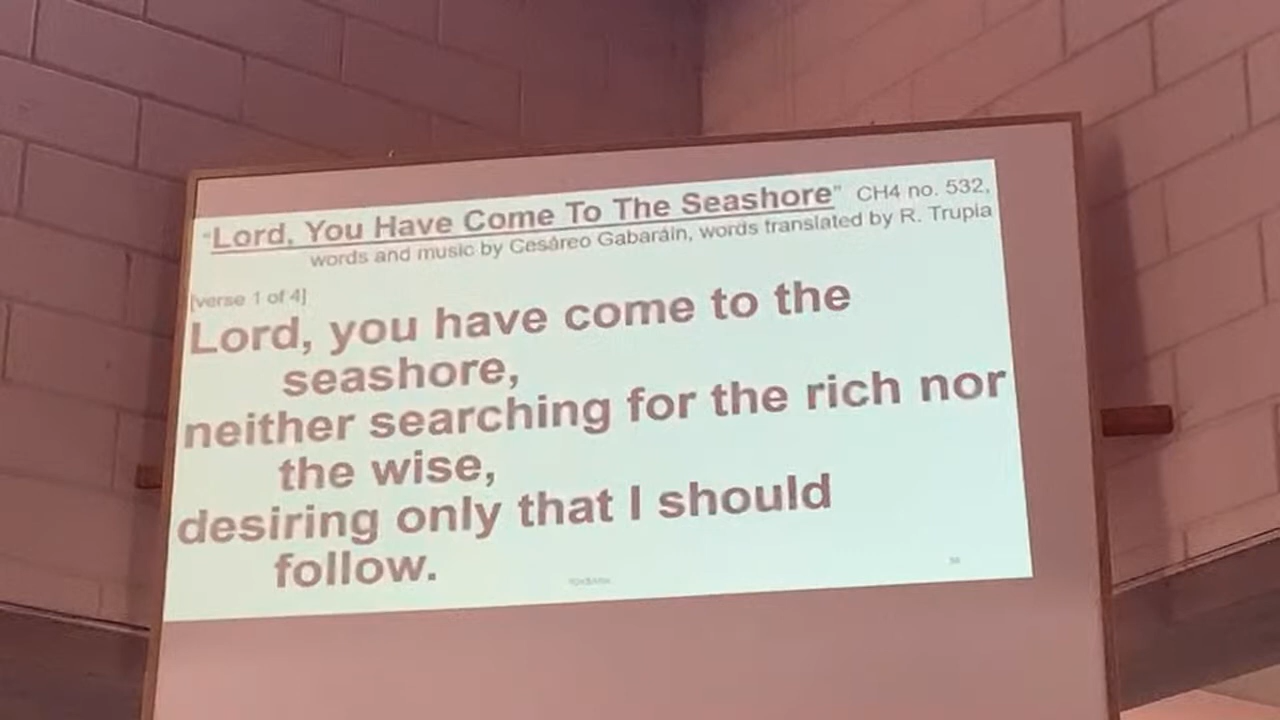 "Lord, You Have Come To The Seashore" CH4 no. 532,
words and music by Cesáreo Gabaráin, words translated by R. Trupia
[verse 1 of 4]
Lord, you have come to the
seashore,
neither searching for the rich nor
the wise,
desiring only that I should
follow.